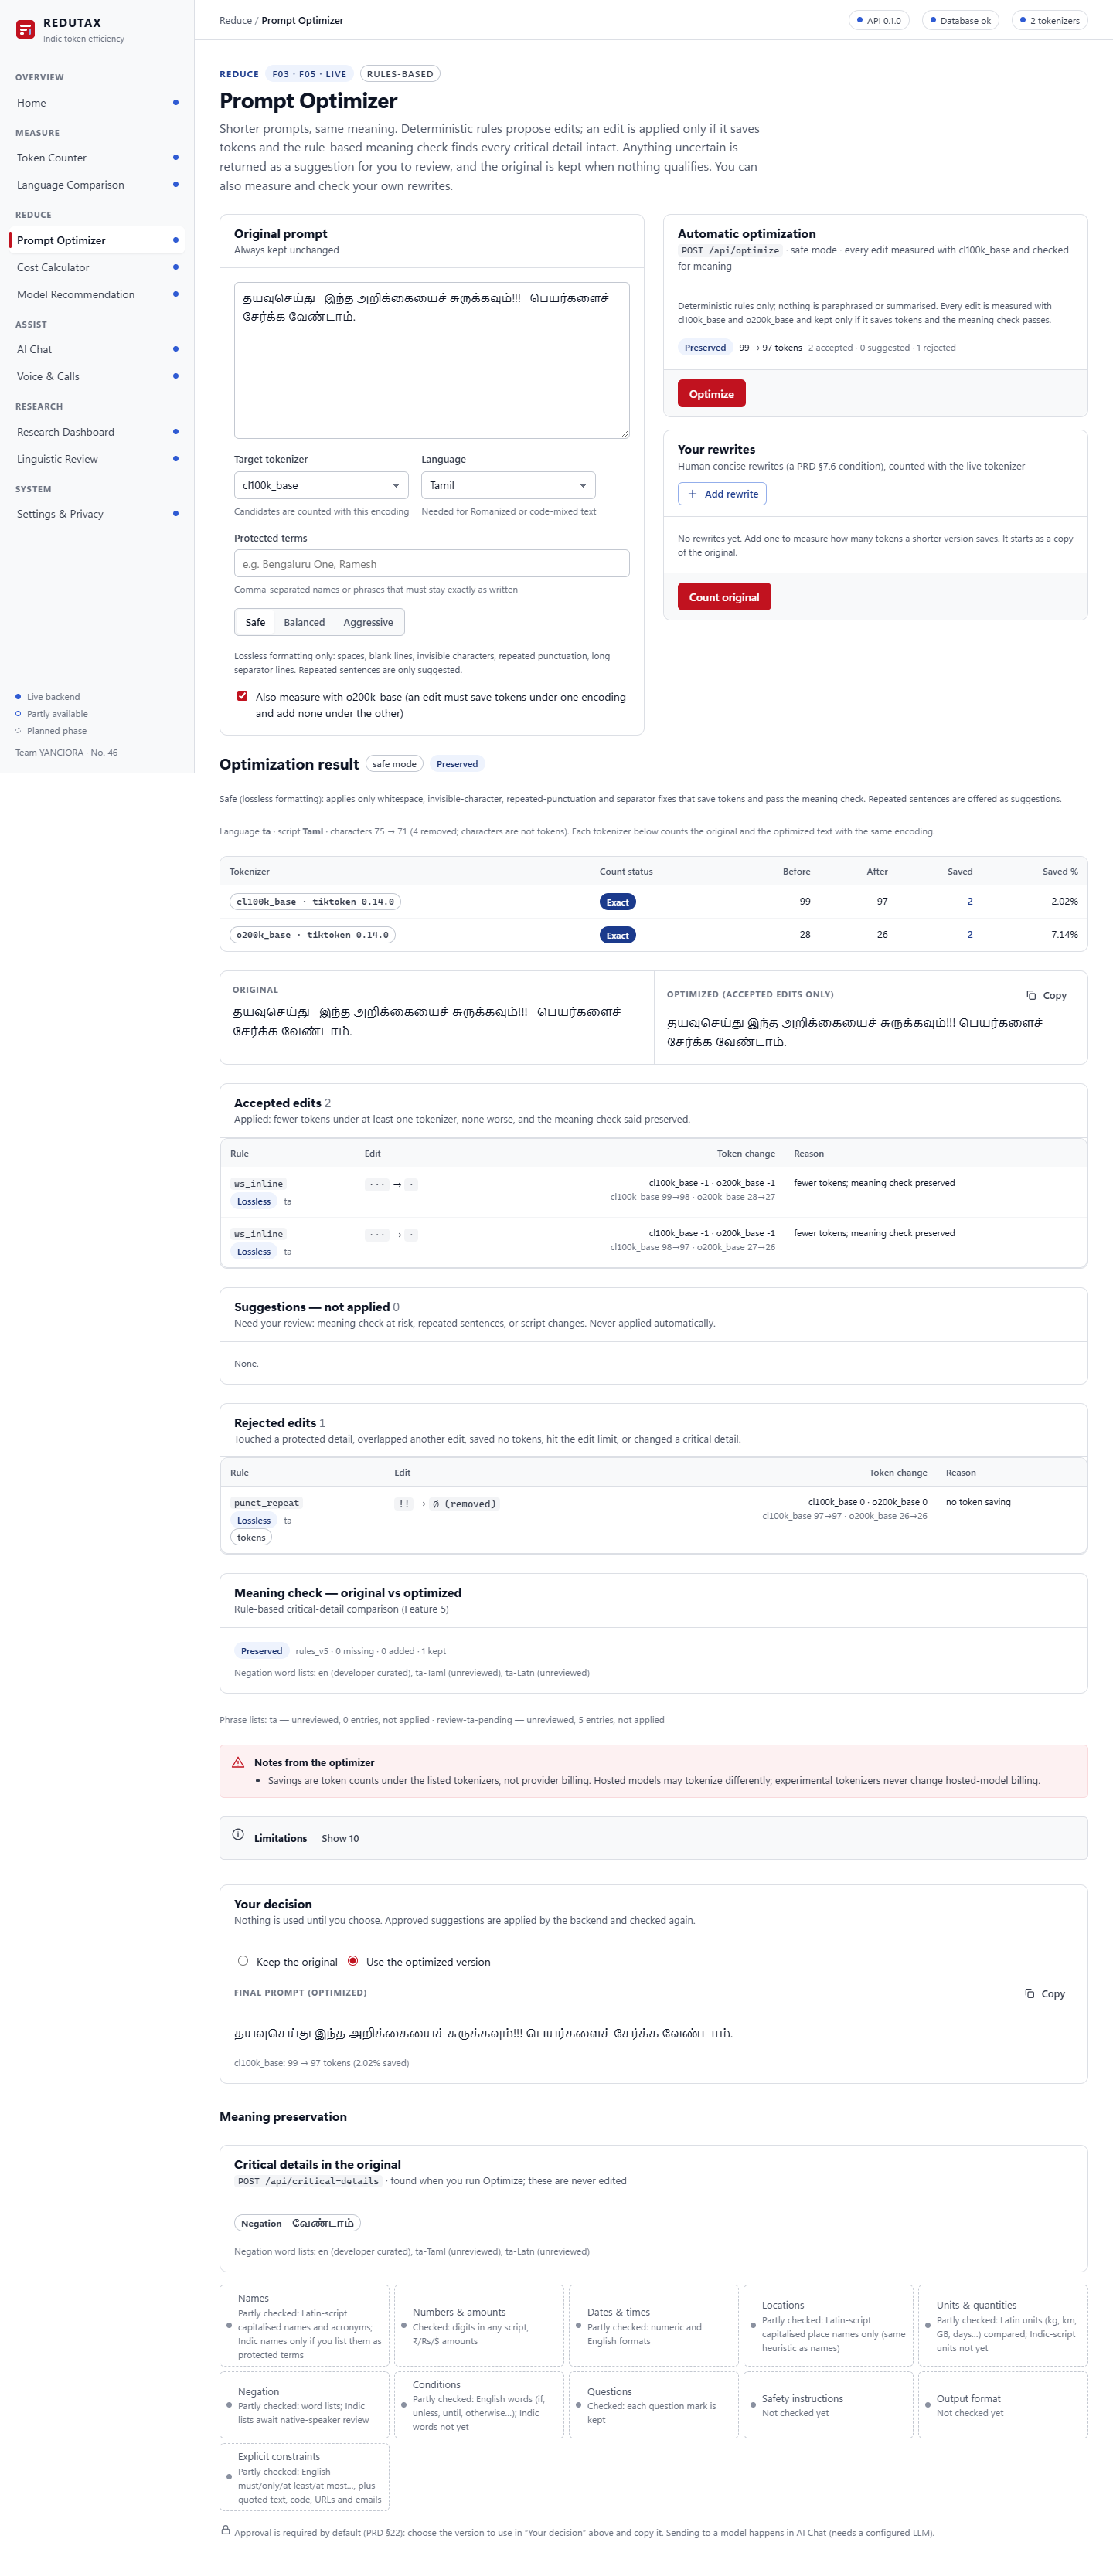 REDUTAX
Indic token efficiency
OVERVIEW
Home
MEASURE
Token Counter
Language Comparison
REDUCE
Prompt Optimizer
Cost Calculator
Model Recommendation
ASSIST
AI Chat
Voice & Calls
RESEARCH
Research Dashboard
Linguistic Review
SYSTEM
Settings & Privacy
Live backend
Partly available
Planned phase
Team YANCIORA · No. 46
Reduce / Prompt Optimizer
API 0.1.0
Database ok
2 tokenizers
REDUCE F03 · F05 · LIVE RULES-BASED
Prompt Optimizer
Shorter prompts, same meaning. Deterministic rules propose edits; an edit is applied only if it saves
tokens and the rule-based meaning check finds every critical detail intact. Anything uncertain is
returned as a suggestion for you to review, and the original is kept when nothing qualifies. You can
also measure and check your own rewrites.
Original prompt
Always kept unchanged
தயவுசெய்து   இந்த அறிக்கையைச் சுருக்கவும்!!!   பெயர்களைச்
சேர்க்க வேண்டாம்.
Target tokenizer
Language
cl100k_base
Tamil
Candidates are counted with this encoding
Needed for Romanized or code-mixed text
Protected terms
e.g. Bengaluru One, Ramesh
Comma-separated names or phrases that must stay exactly as written
Safe Balanced Aggressive
Lossless formatting only: spaces, blank lines, invisible characters, repeated punctuation, long
separator lines. Repeated sentences are only suggested.
Also measure with o200k_base (an edit must save tokens under one encoding
and add none under the other)
Automatic optimization
POST /api/optimize · safe mode · every edit measured with cl100k_base and checked
for meaning
Deterministic rules only; nothing is paraphrased or summarised. Every edit is measured with
cl100k_base and o200k_base and kept only if it saves tokens and the meaning check passes.
Preserved 99 → 97 tokens 2 accepted · 0 suggested · 1 rejected
Optimize
Your rewrites
Human concise rewrites (a PRD §7.6 condition), counted with the live tokenizer
+ Add rewrite
No rewrites yet. Add one to measure how many tokens a shorter version saves. It starts as a copy
of the original.
Count original
Optimization result safe mode Preserved
Safe (lossless formatting): applies only whitespace, invisible-character, repeated-punctuation and separator fixes that save tokens and pass the meaning check. Repeated sentences are offered as suggestions.
Language ta · script Taml · characters 75 → 71 (4 removed; characters are not tokens). Each tokenizer below counts the original and the optimized text with the same encoding.
Tokenizer Count status Before After Saved Saved %
cl100k_base · tiktoken 0.14.0 Exact 99 97 2 2.02%
o200k_base · tiktoken 0.14.0 Exact 28 26 2 7.14%
ORIGINAL
தயவுசெய்து   இந்த அறிக்கையைச் சுருக்கவும்!!!   பெயர்களைச்
சேர்க்க வேண்டாம்.
OPTIMIZED (ACCEPTED EDITS ONLY)
Copy
தயவுசெய்து இந்த அறிக்கையைச் சுருக்கவும்!!! பெயர்களைச்
சேர்க்க வேண்டாம்.
Accepted edits 2
Applied: fewer tokens under at least one tokenizer, none worse, and the meaning check said preserved.
Rule Edit Token change Reason
ws_inline ··· → · cl100k_base -1 · o200k_base -1 fewer tokens; meaning check preserved
Lossless ta cl100k_base 99→98 · o200k_base 28→27
ws_inline ··· → · cl100k_base -1 · o200k_base -1 fewer tokens; meaning check preserved
Lossless ta cl100k_base 98→97 · o200k_base 27→26
Suggestions — not applied 0
Need your review: meaning check at risk, repeated sentences, or script changes. Never applied automatically.
None.
Rejected edits 1
Touched a protected detail, overlapped another edit, saved no tokens, hit the edit limit, or changed a critical detail.
Rule Edit Token change Reason
punct_repeat !! → ∅ (removed) cl100k_base 0 · o200k_base 0 no token saving
Lossless ta cl100k_base 97→97 · o200k_base 26→26
tokens
Meaning check — original vs optimized
Rule-based critical-detail comparison (Feature 5)
Preserved rules_v5 · 0 missing · 0 added · 1 kept
Negation word lists: en (developer curated), ta-Taml (unreviewed), ta-Latn (unreviewed)
Phrase lists: ta — unreviewed, 0 entries, not applied · review-ta-pending — unreviewed, 5 entries, not applied
Notes from the optimizer
• Savings are token counts under the listed tokenizers, not provider billing. Hosted models may tokenize differently; experimental tokenizers never change hosted-model billing.
Limitations Show 10
Your decision
Nothing is used until you choose. Approved suggestions are applied by the backend and checked again.
Keep the original Use the optimized version
FINAL PROMPT (OPTIMIZED)
Copy
தயவுசெய்து இந்த அறிக்கையைச் சுருக்கவும்!!! பெயர்களைச் சேர்க்க வேண்டாம்.
cl100k_base: 99 → 97 tokens (2.02% saved)
Meaning preservation
Critical details in the original
POST /api/critical-details · found when you run Optimize; these are never edited
Negation வேண்டாம்
Negation word lists: en (developer curated), ta-Taml (unreviewed), ta-Latn (unreviewed)
Names
Partly checked: Latin-script
capitalised names and acronyms;
Indic names only if you list them as
protected terms
Numbers & amounts
Checked: digits in any script,
₹/Rs/$ amounts
Dates & times
Partly checked: numeric and
English formats
Locations
Partly checked: Latin-script
capitalised place names only (same
heuristic as names)
Units & quantities
Partly checked: Latin units (kg, km,
GB, days…) compared; Indic-script
units not yet
Negation
Partly checked: word lists; Indic
lists await native-speaker review
Conditions
Partly checked: English words (if,
unless, until, otherwise…); Indic
words not yet
Questions
Checked: each question mark is
kept
Safety instructions
Not checked yet
Output format
Not checked yet
Explicit constraints
Partly checked: English
must/only/at least/at most…, plus
quoted text, code, URLs and emails
Approval is required by default (PRD §22): choose the version to use in "Your decision" above and copy it. Sending to a model happens in AI Chat (needs a configured LLM).